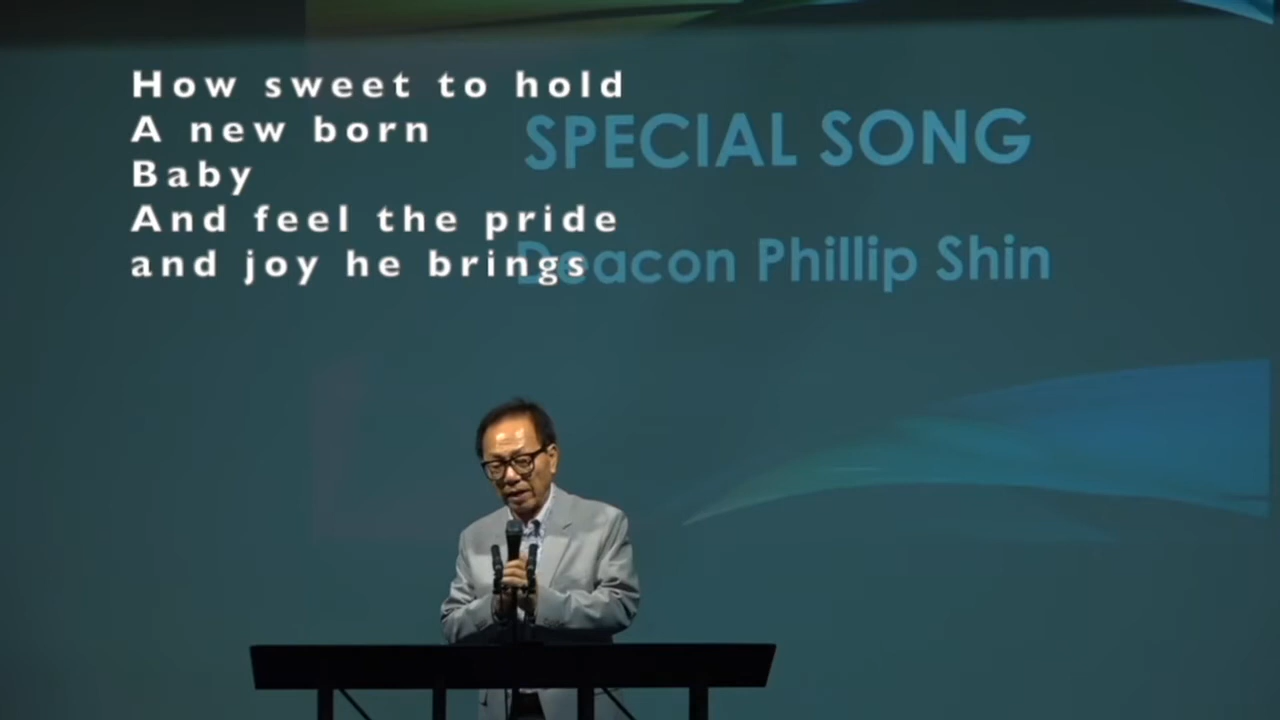 How sweet to hold
A new born
Baby
And feel the pride
and joy he brings
SPECIAL SONG
Deacon Phillip Shin